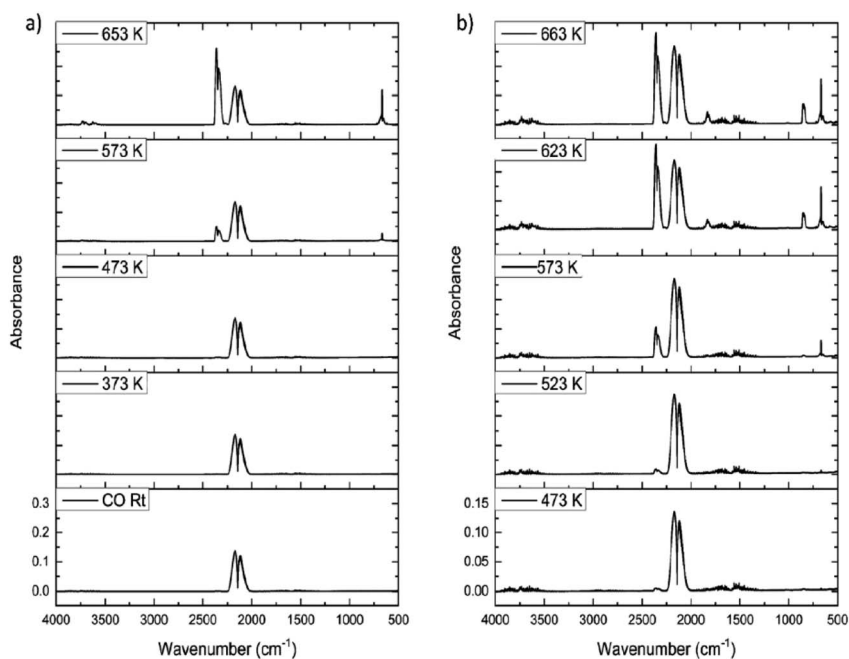 a)
653 K
573 K
473 K
373 K
CO Rt
0.3
0.2
0.1
0.0
Absorbance
4000 3500 3000 2500 2000 1500 1000 500
Wavenumber (cm⁻¹)
b)
663 K
623 K
573 K
523 K
473 K
0.15
0.10
0.05
0.00
Absorbance
4000 3500 3000 2500 2000 1500 1000 500
Wavenumber (cm⁻¹)